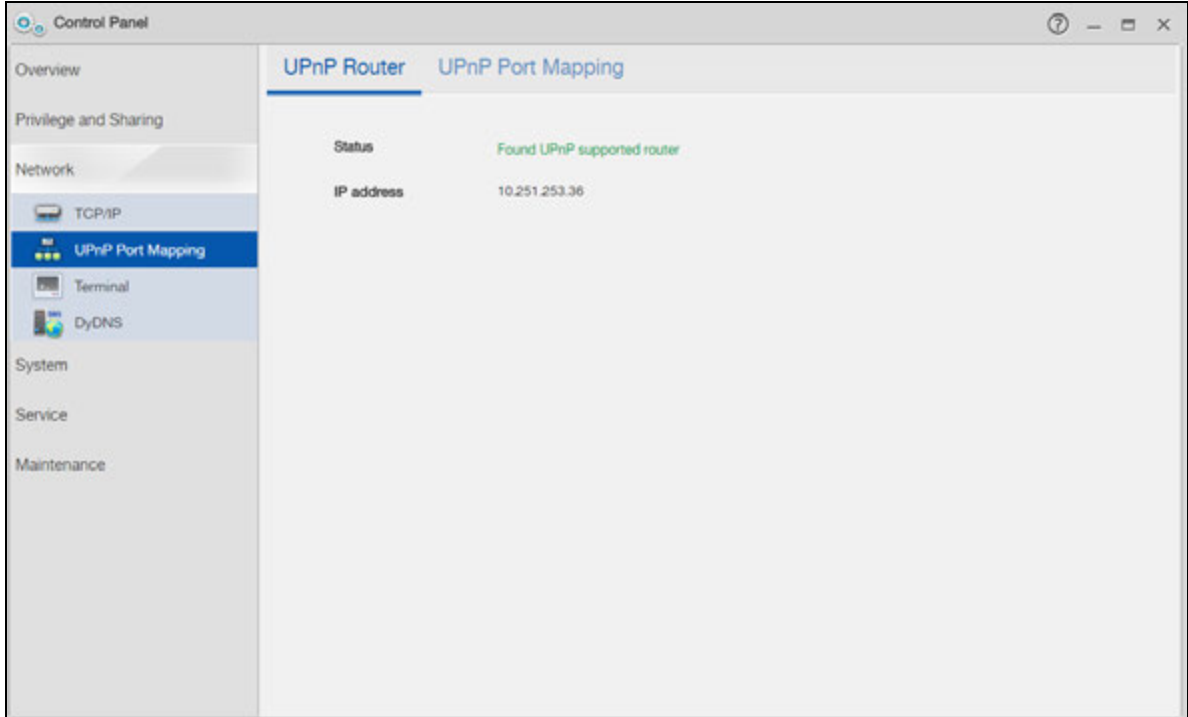 Control Panel
Overview
Privilege and Sharing
Network
TCP/IP
UPnP Port Mapping
Terminal
DyDNS
System
Service
Maintenance
UPnP Router UPnP Port Mapping
Status Found UPnP supported router
IP address 10.251.253.36